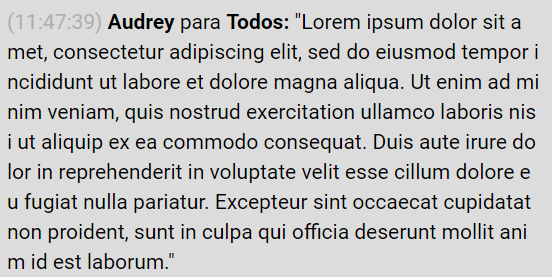 (11:47:39) Audrey para Todos: "Lorem ipsum dolor sit a
met, consectetur adipiscing elit, sed do eiusmod tempor i
ncididunt ut labore et dolore magna aliqua. Ut enim ad mi
nim veniam, quis nostrud exercitation ullamco laboris nis
i ut aliquip ex ea commodo consequat. Duis aute irure do
lor in reprehenderit in voluptate velit esse cillum dolore e
u fugiat nulla pariatur. Excepteur sint occaecat cupidatat
non proident, sunt in culpa qui officia deserunt mollit ani
m id est laborum."